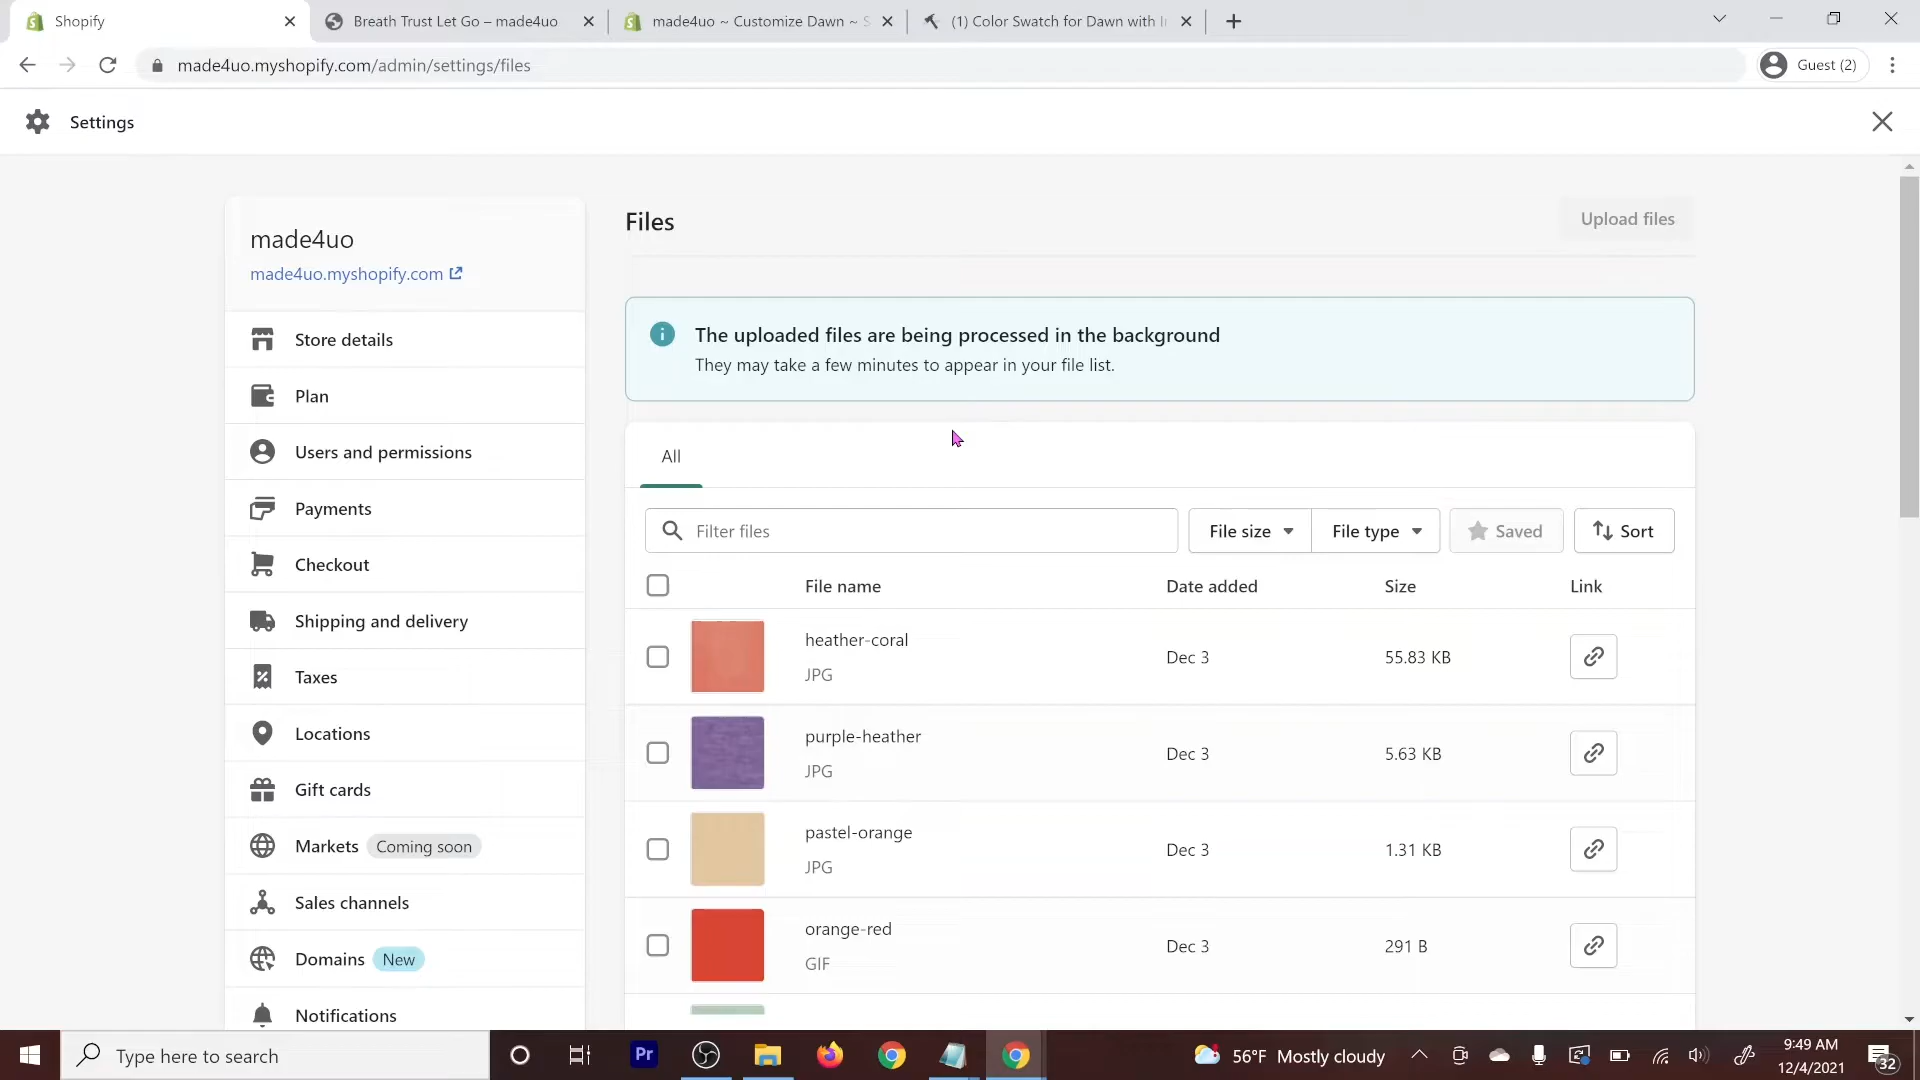 Shopify
Breath Trust Let Go – made4uo
made4uo ~ Customize Dawn ~ S
(1) Color Swatch for Dawn with I
made4uo.myshopify.com/admin/settings/files
Guest (2)
Settings
made4uo
made4uo.myshopify.com
Store details
Plan
Users and permissions
Payments
Checkout
Shipping and delivery
Taxes
Locations
Gift cards
Markets Coming soon
Sales channels
Domains New
Notifications
Files
Upload files
The uploaded files are being processed in the background
They may take a few minutes to appear in your file list.
All
Filter files
File size
File type
Saved
Sort
File name Date added Size Link
heather-coral
JPG
Dec 3
55.83 KB
purple-heather
JPG
Dec 3
5.63 KB
pastel-orange
JPG
Dec 3
1.31 KB
orange-red
GIF
Dec 3
291 B
Type here to search
Pr
56°F Mostly cloudy
9:49 AM
12/4/2021
32